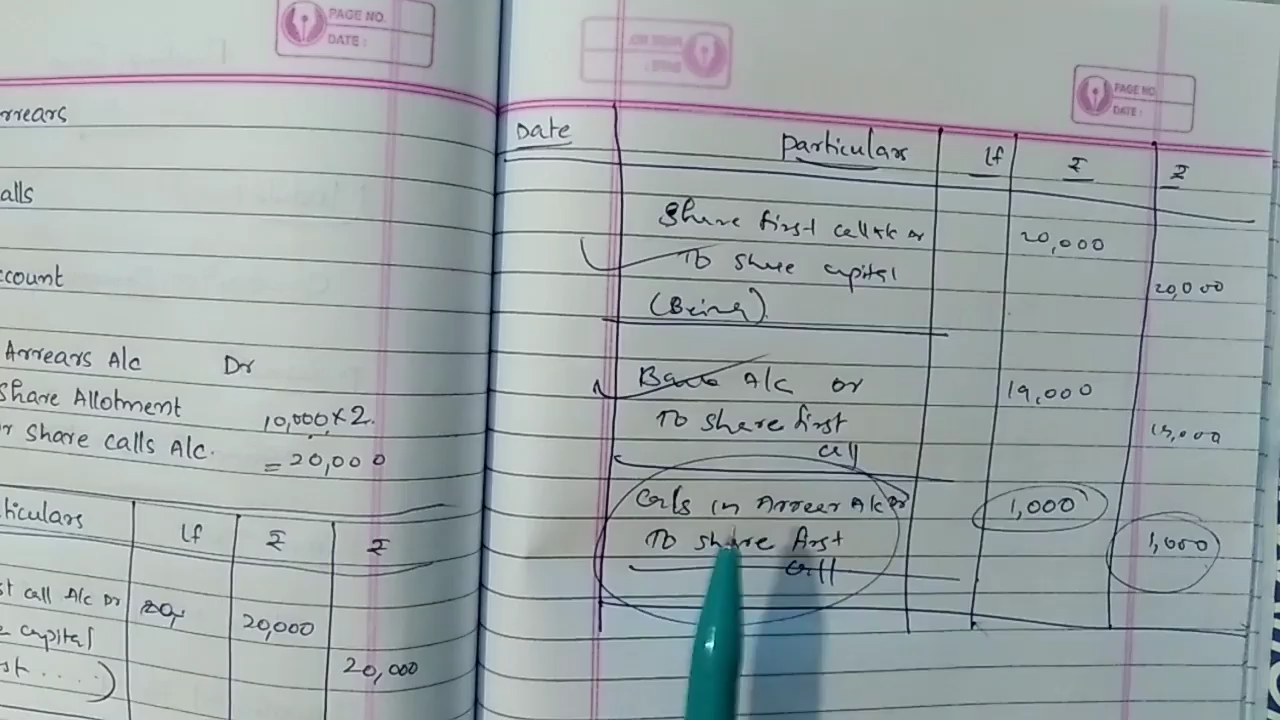 PAGE NO.
DATE :
rrears
alls
ccount
Arrears A/c Dr
Share Allotment 10,000×2.
r Share calls A/c. = 20,000
ticulars lf ₹ ₹
st call A/c Dr 20,000
e capital 20,000
st . . . . .)
PAGE NO
DATE :
Date Particulars lf ₹ ₹
Share first call A/c Dr 20,000
To Share capital 20,000
(Being)
Bank A/c Dr 19,000
To Share first
call
Calls in Arrear A/c Dr 1,000
To Share first 1,000
call